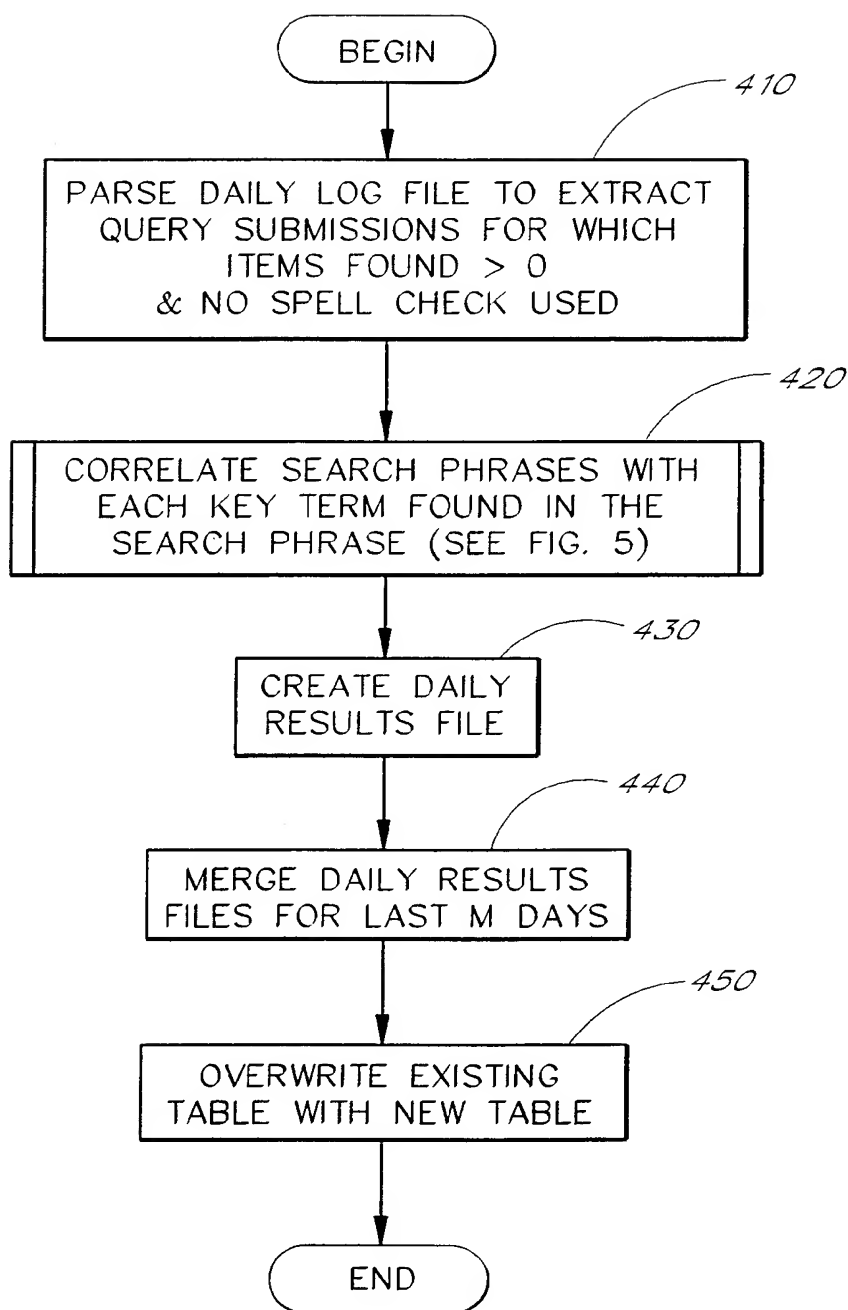 BEGIN
410
PARSE DAILY LOG FILE TO EXTRACT
QUERY SUBMISSIONS FOR WHICH
ITEMS FOUND > 0
& NO SPELL CHECK USED
420
CORRELATE SEARCH PHRASES WITH
EACH KEY TERM FOUND IN THE
SEARCH PHRASE (SEE FIG. 5)
430
CREATE DAILY
RESULTS FILE
440
MERGE DAILY RESULTS
FILES FOR LAST M DAYS
450
OVERWRITE EXISTING
TABLE WITH NEW TABLE
END